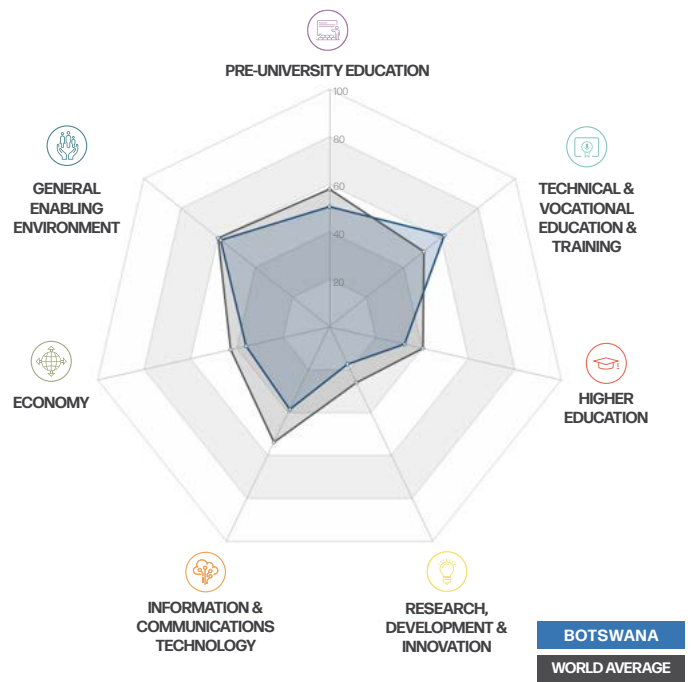 PRE-UNIVERSITY EDUCATION
100
80
60
40
20
GENERAL
ENABLING
ENVIRONMENT
TECHNICAL &
VOCATIONAL
EDUCATION &
TRAINING
ECONOMY
HIGHER
EDUCATION
INFORMATION &
COMMUNICATIONS
TECHNOLOGY
RESEARCH,
DEVELOPMENT &
INNOVATION
BOTSWANA
WORLD AVERAGE